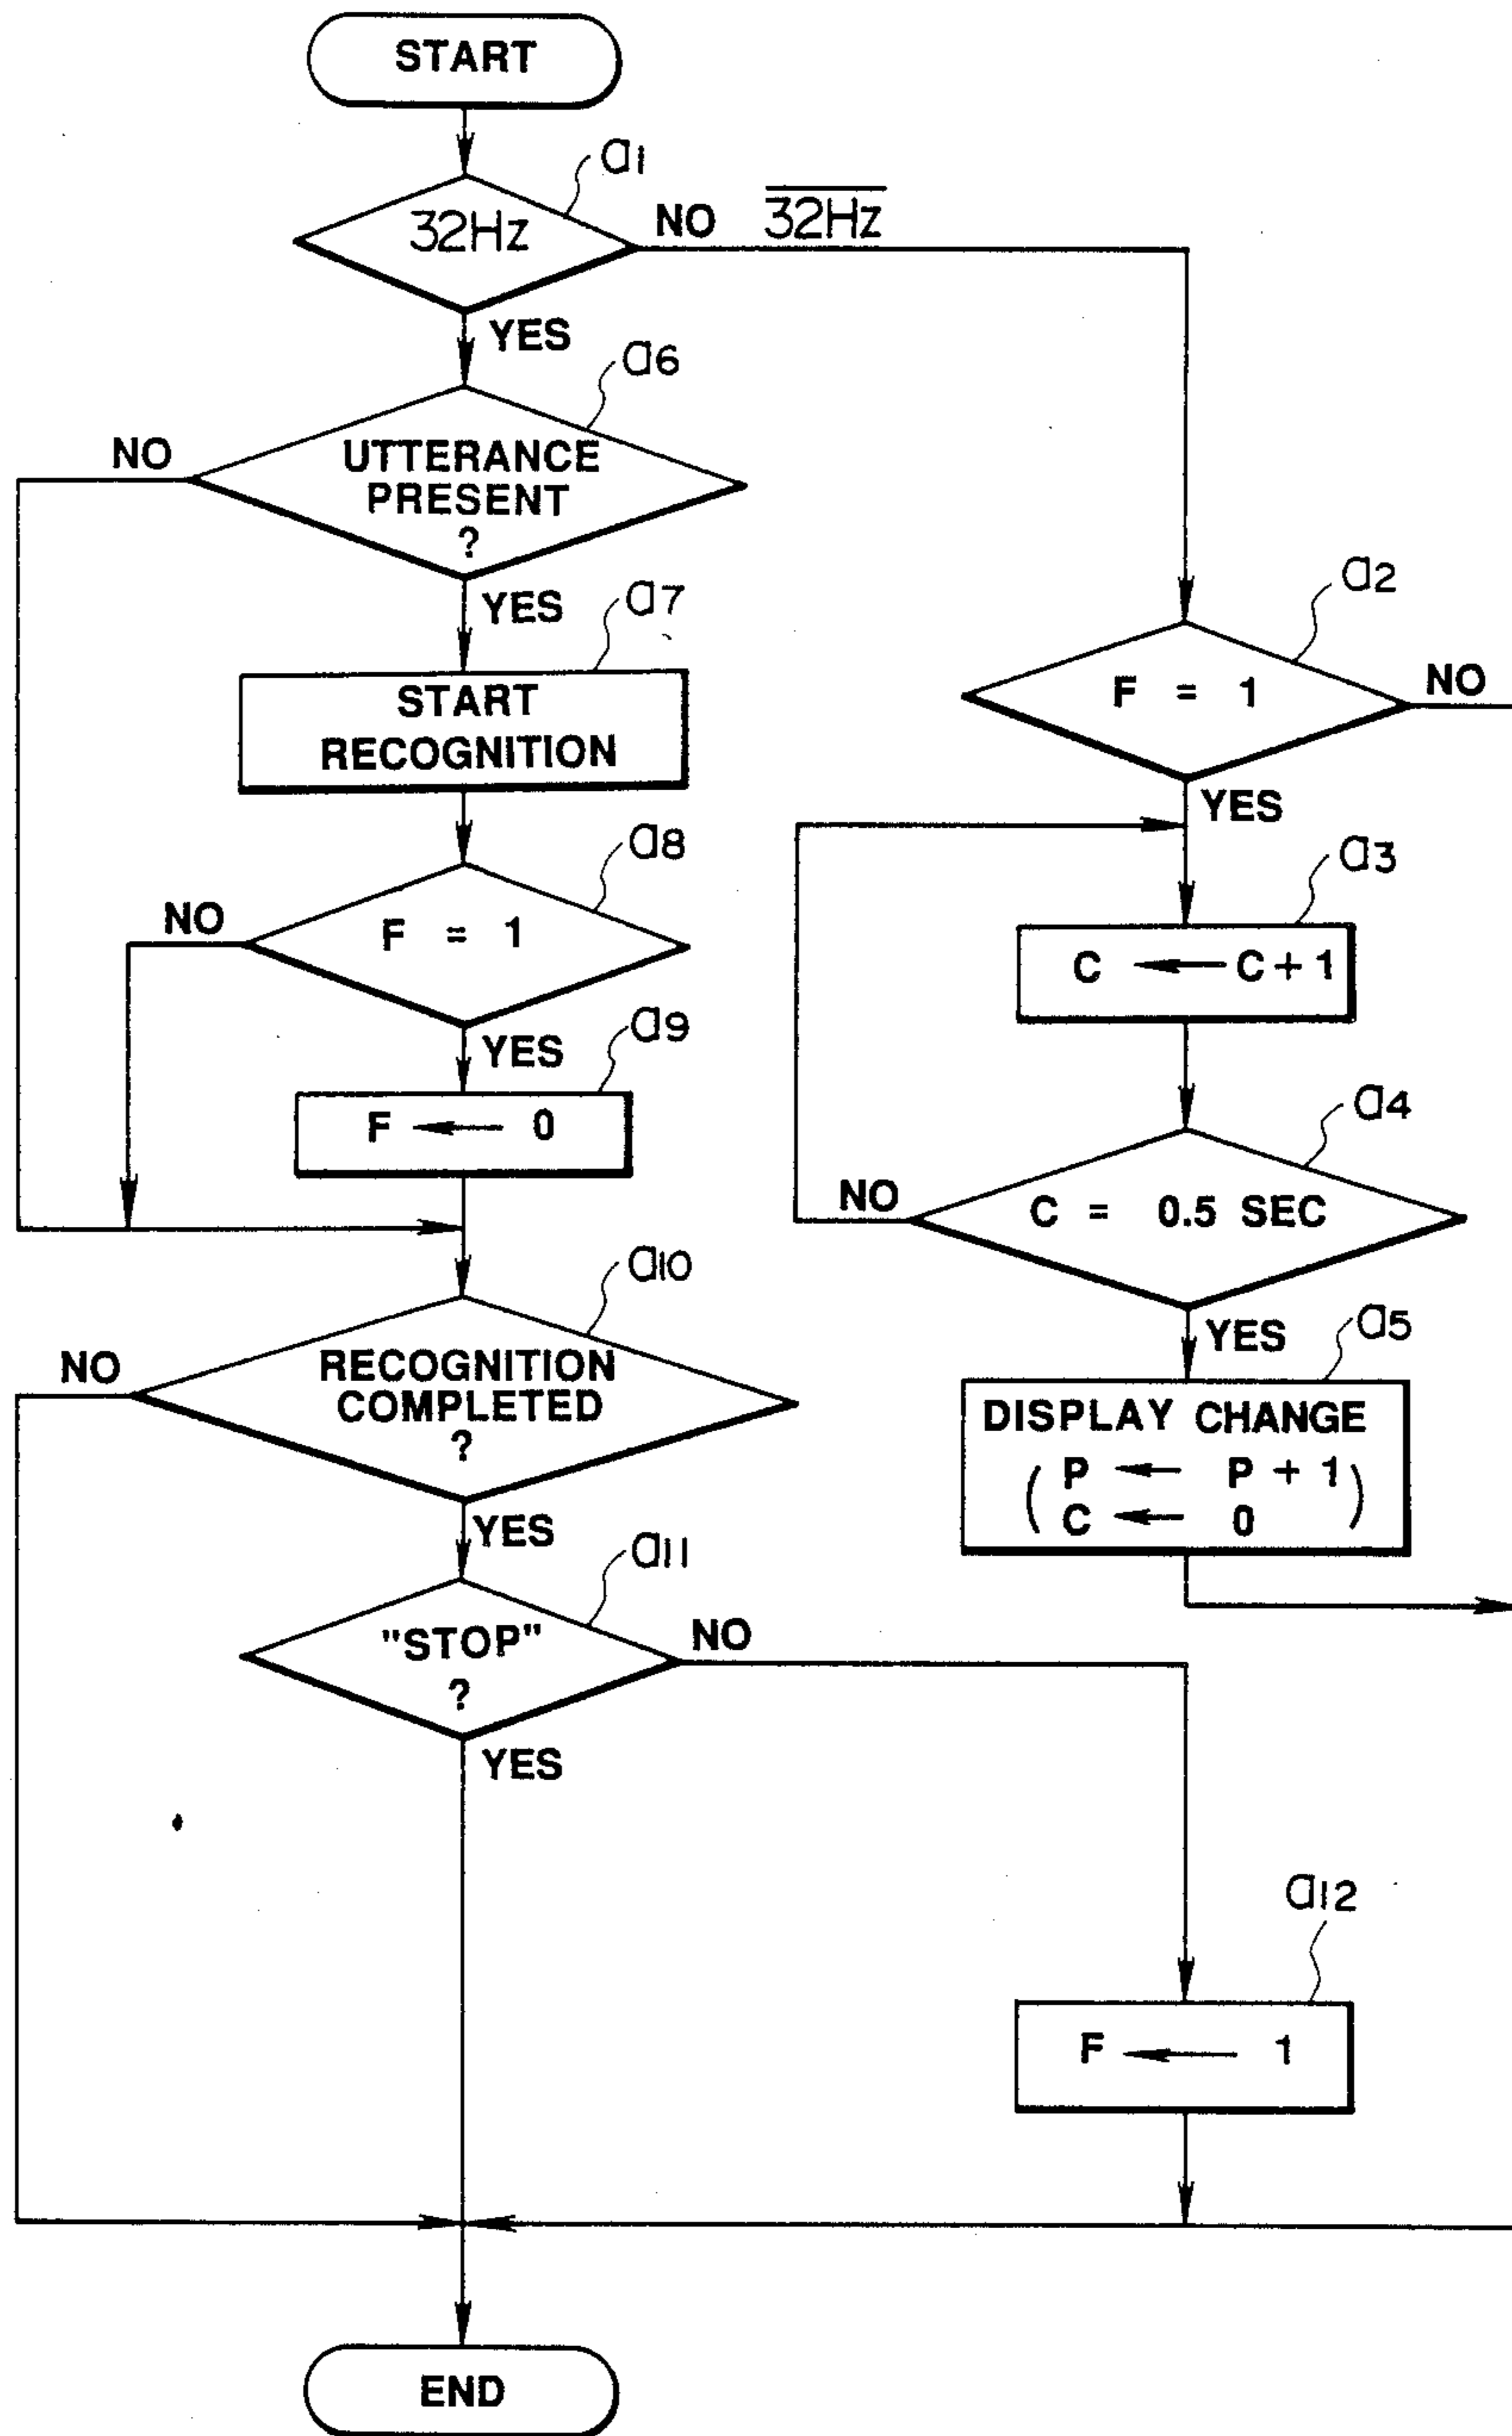 START
a1
32Hz
NO 3̅2̅H̅z̅
YES
a6
NO
UTTERANCE
PRESENT
?
YES
a7
START
RECOGNITION
a8
NO
F = 1
YES
a9
F ← 0
a2
F = 1
NO
YES
a3
C ← C + 1
a4
NO
C = 0.5 SEC
YES
a5
DISPLAY CHANGE
( P ← P + 1 )
C ← 0
a10
NO
RECOGNITION
COMPLETED
?
YES
a11
"STOP"
?
NO
YES
a12
F ← 1
END